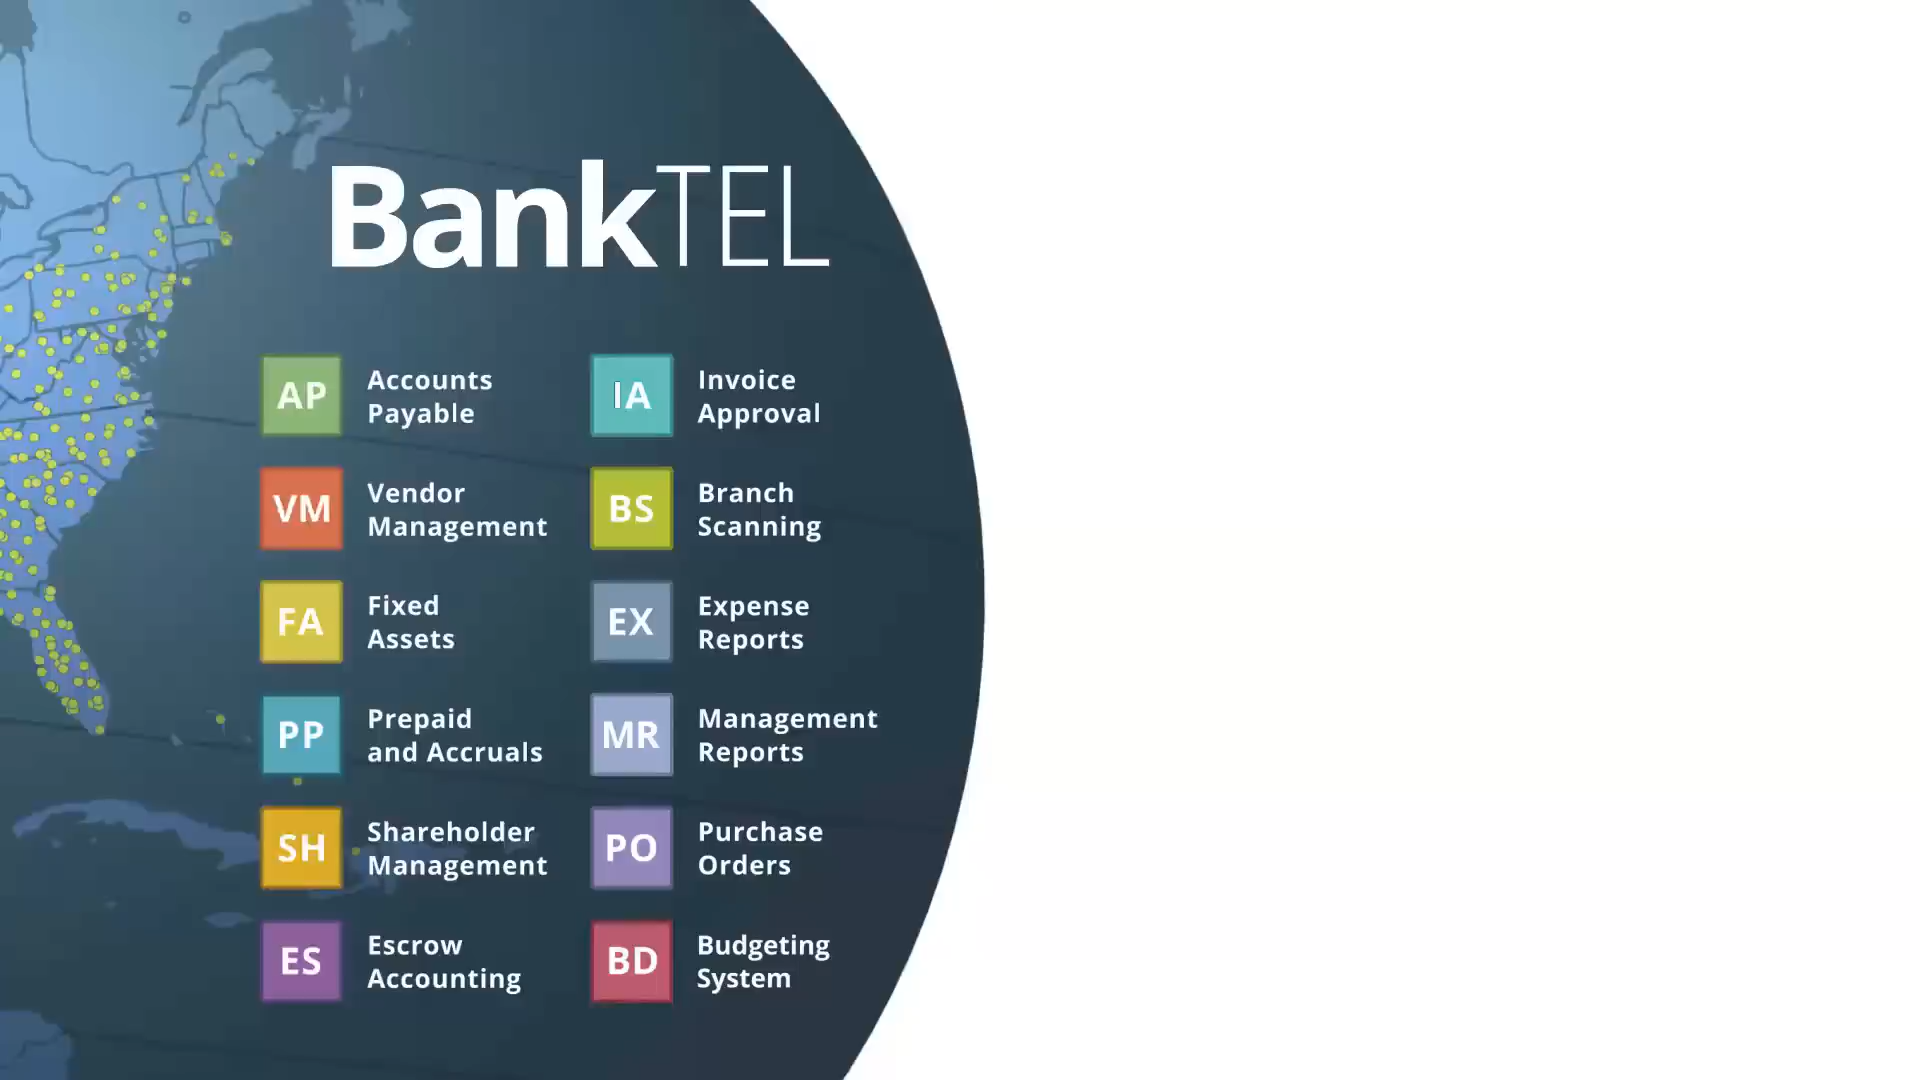 BankTEL
AP
Accounts
Payable
IA
Invoice
Approval
VM
Vendor
Management
BS
Branch
Scanning
FA
Fixed
Assets
EX
Expense
Reports
PP
Prepaid
and Accruals
MR
Management
Reports
SH
Shareholder
Management
PO
Purchase
Orders
ES
Escrow
Accounting
BD
Budgeting
System